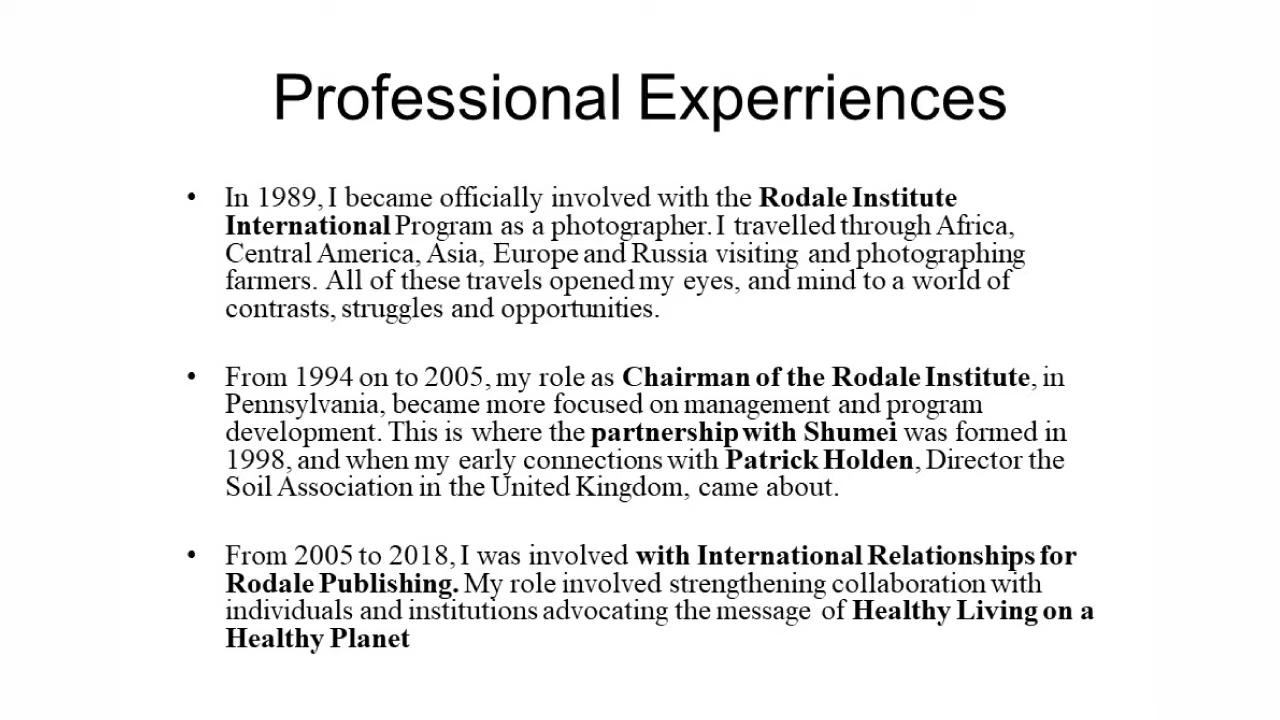 Professional Experriences
• In 1989, I became officially involved with the Rodale Institute
International Program as a photographer. I travelled through Africa,
Central America, Asia, Europe and Russia visiting and photographing
farmers. All of these travels opened my eyes, and mind to a world of
contrasts, struggles and opportunities.
• From 1994 on to 2005, my role as Chairman of the Rodale Institute, in
Pennsylvania, became more focused on management and program
development. This is where the partnership with Shumei was formed in
1998, and when my early connections with Patrick Holden, Director the
Soil Association in the United Kingdom, came about.
• From 2005 to 2018, I was involved with International Relationships for
Rodale Publishing. My role involved strengthening collaboration with
individuals and institutions advocating the message of Healthy Living on a
Healthy Planet